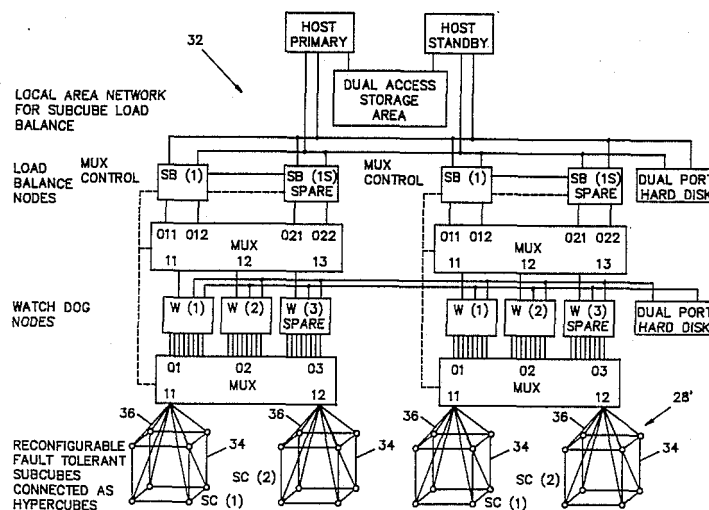 HOST
PRIMARY
HOST
STANDBY.
32
DUAL ACCESS
STORAGE
AREA
LOCAL AREA NETWORK
FOR SUBCUBE LOAD
BALANCE
LOAD
BALANCE
NODES
MUX
CONTROL
SB (1)
SB (1S)
SPARE
MUX
CONTROL
SB (1)
SB (1S)
SPARE
DUAL PORT
HARD DISK
011 012 021 022
MUX
11 12 13
011 012 021 022
MUX
11 12 13
WATCH DOG
NODES
W (1)
W (2)
W (3)
SPARE
W (1)
W (2)
W (3)
SPARE
DUAL PORT
HARD DISK
01 02 03
MUX
11 12
01 02 03
MUX
11 12
36
36
36
36
28'
34
34
34
34
RECONFIGURABLE
FAULT TOLERANT
SUBCUBES
CONNECTED AS
HYPERCUBES
SC (1)
SC (2)
SC (1)
SC (2)